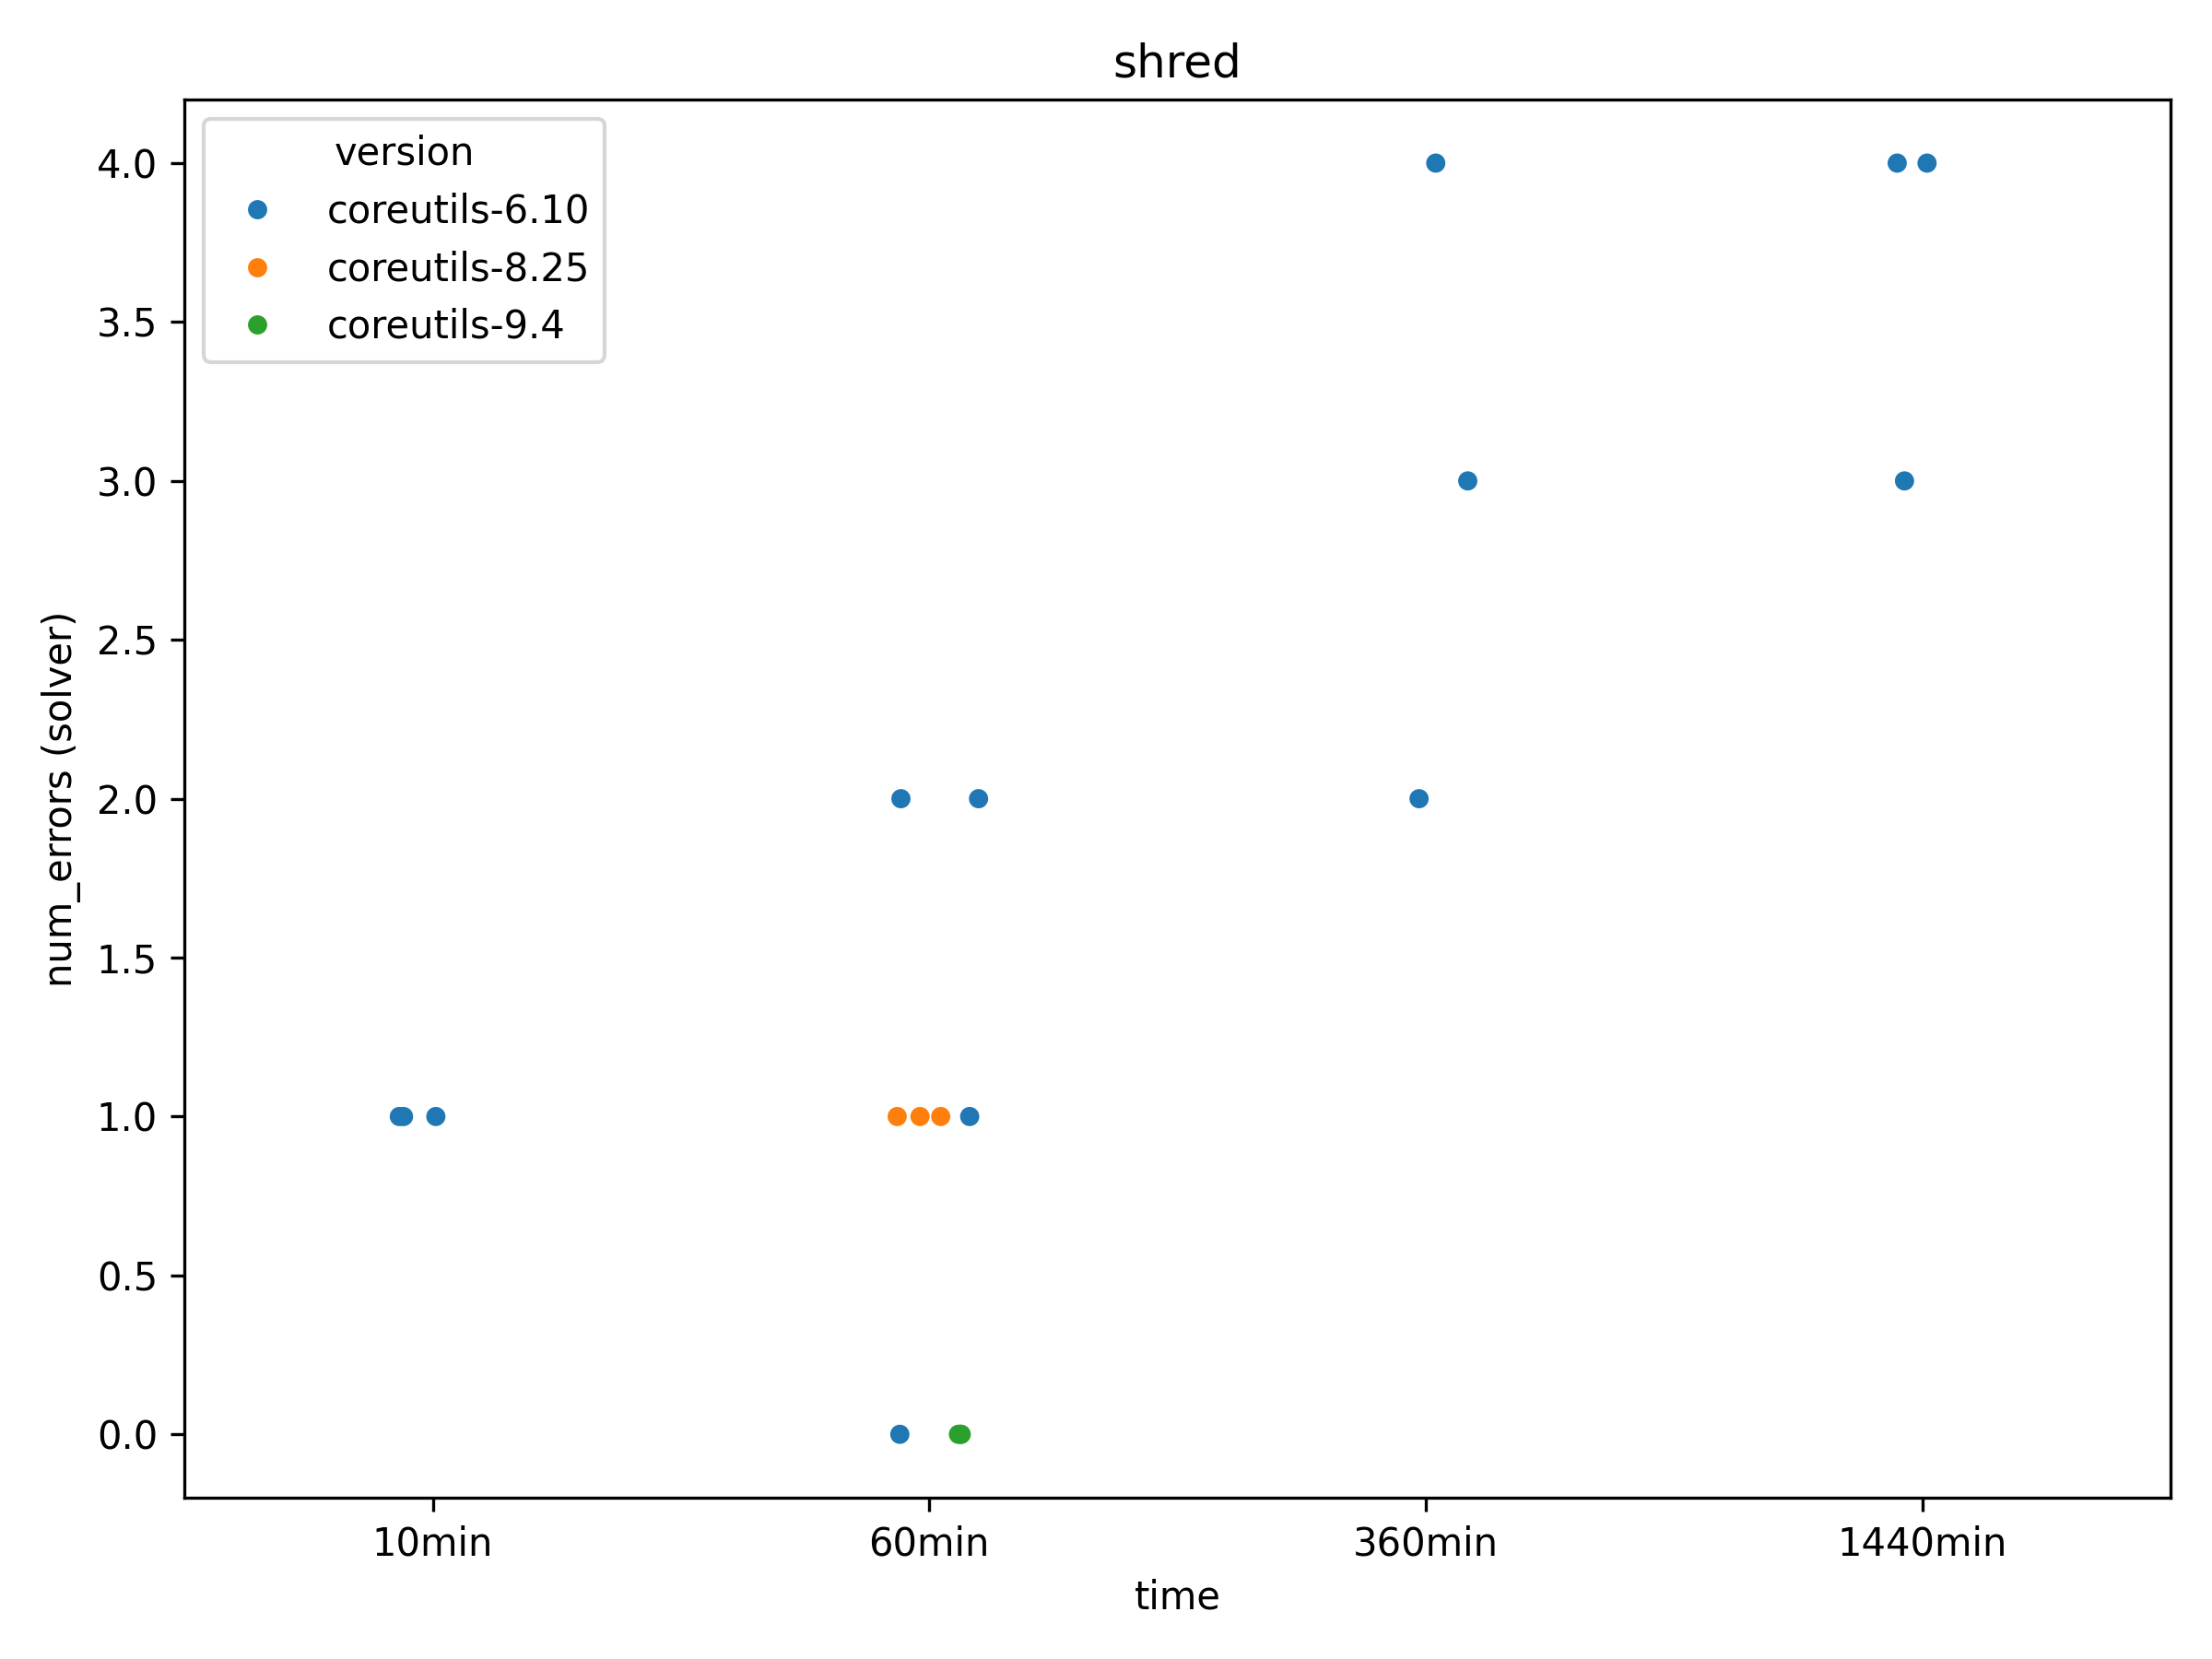 shred
version
coreutils-6.10
coreutils-8.25
coreutils-9.4
4.0
3.5
3.0
2.5
2.0
1.5
1.0
0.5
0.0
num_errors (solver)
10min 60min 360min 1440min
time